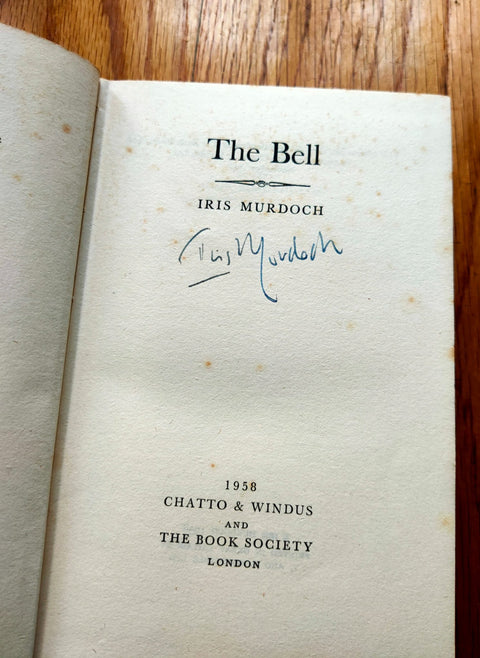 The Bell
IRIS MURDOCH
Iris Murdoch
1958
CHATTO & WINDUS
AND
THE BOOK SOCIETY
LONDON